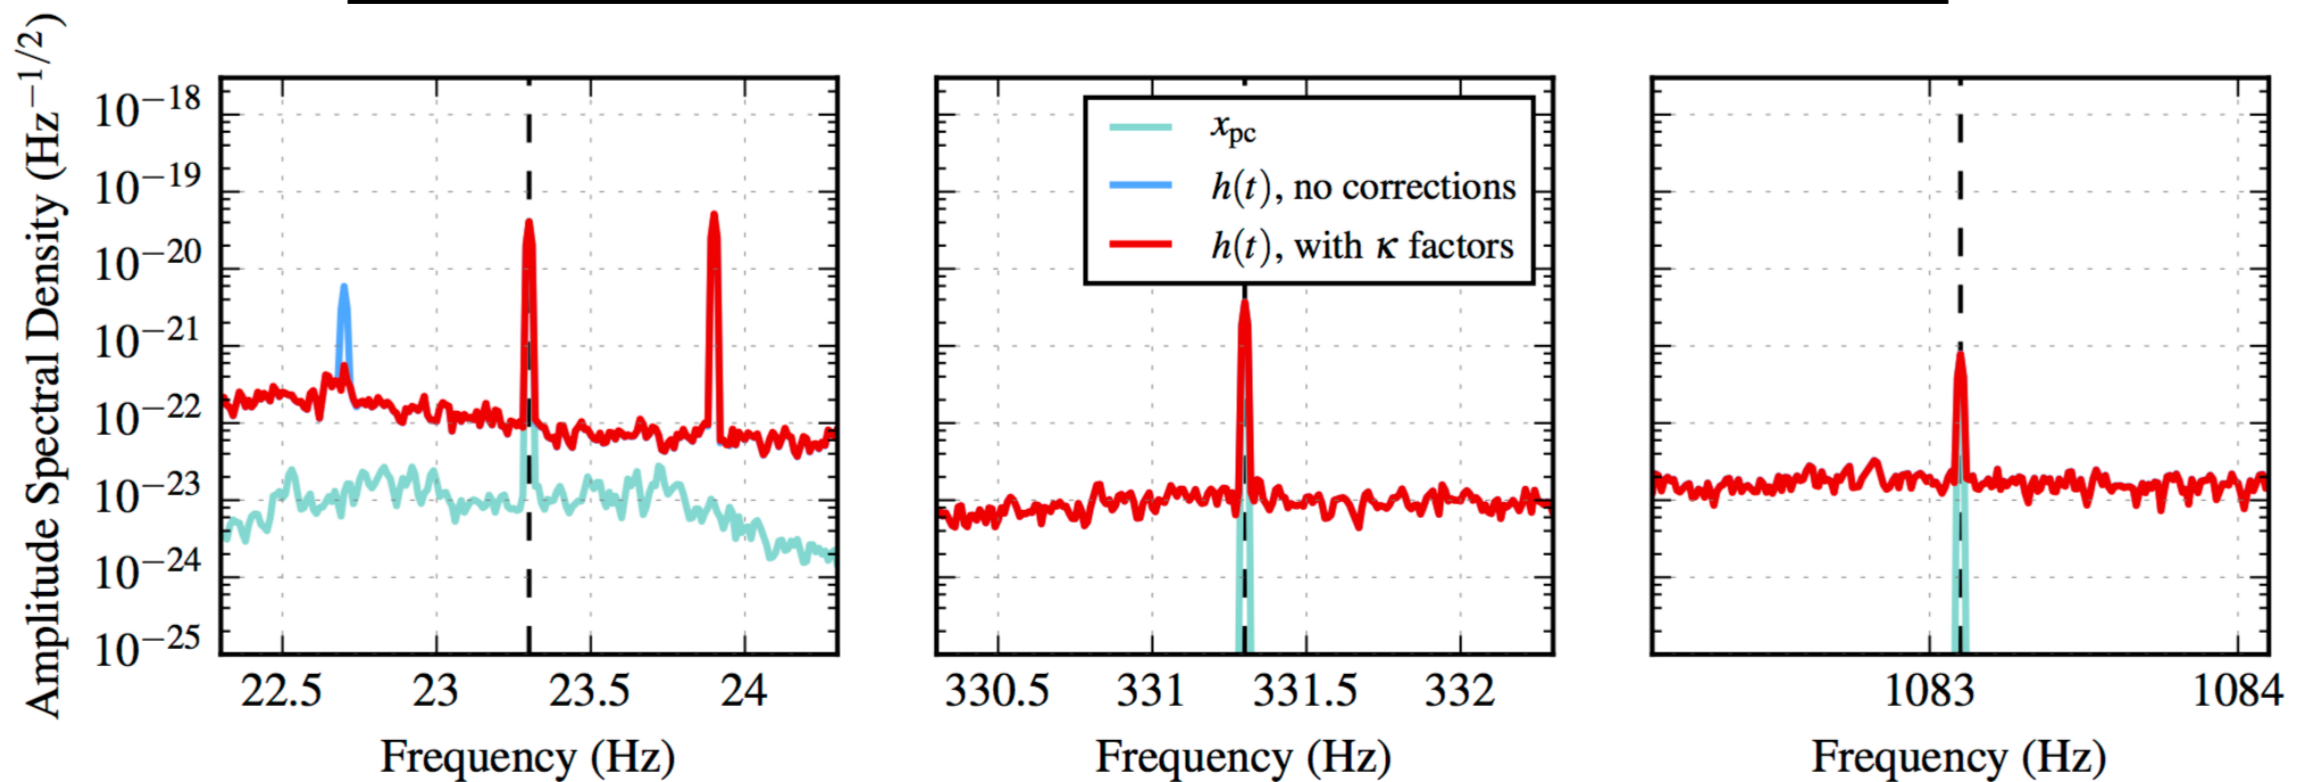 Amplitude Spectral Density (Hz−1/2)
10−18
10−19
10−20
10−21
10−22
10−23
10−24
10−25
xpc
h(t), no corrections
h(t), with κ factors
22.5 23 23.5 24
330.5 331 331.5 332
1083 1084
Frequency (Hz)
Frequency (Hz)
Frequency (Hz)